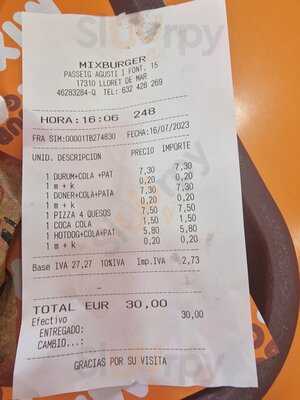 Sluurpy
MIXBURGER
PASSEIG AGUSTI I FONT, 15
17310 LLORET DE MAR
46283284-Q TEL: 632 428 269
HORA:16:06 248
FRA SIM:00001TB274830 FECHA:16/07/2023
UNID. DESCRIPCION PRECIO IMPORTE
1 DURUM+COLA +PAT 7,30 7,30
1 m + k 0,20 0,20
1 DONER+COLA+PATA 7,30 7,30
1 m + k 0,20 0,20
1 PIZZA 4 QUESOS 7,50 7,50
1 COCA COLA 1,50 1,50
1 HOTDOG+COLA+PAT 5,80 5,80
1 m + k 0,20 0,20
Base IVA 27,27 10%IVA Imp.IVA 2,73
TOTAL EUR 30,00
Efectivo 30,00
ENTREGADO:
CAMBIO...:
GRACIAS POR SU VISITA